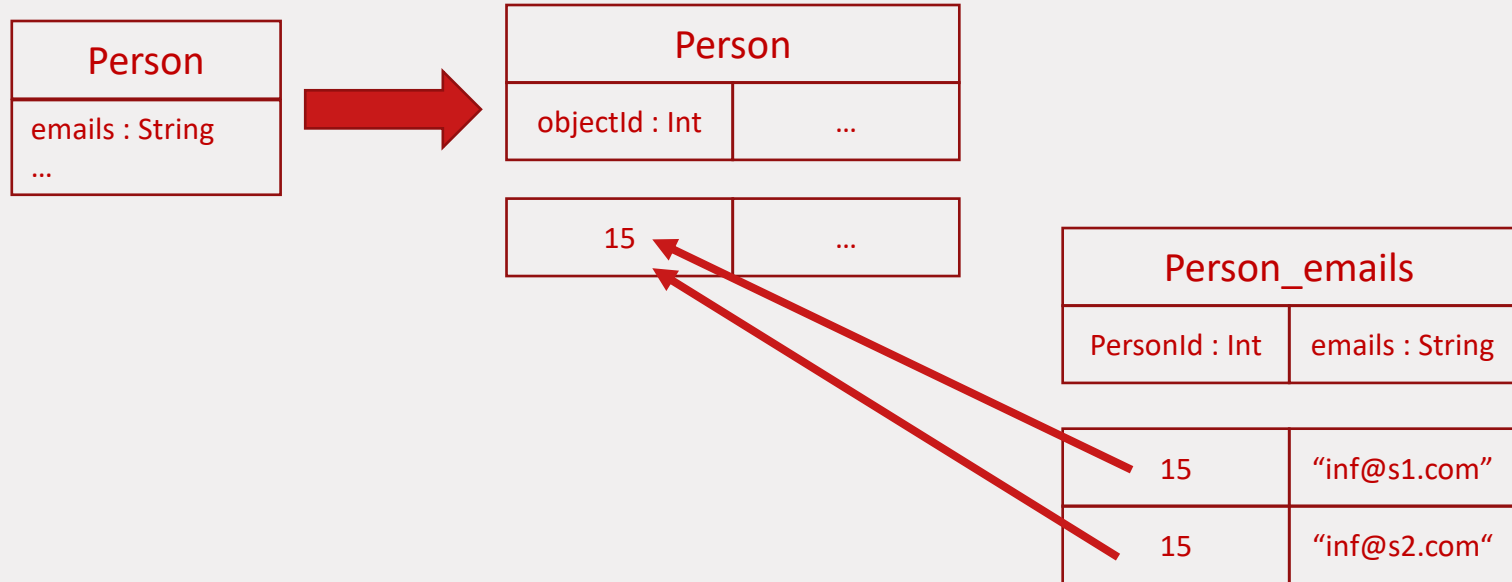 Person
emails : String
...
Person
objectId : Int
...
15
...
Person_emails
PersonId : Int
emails : String
15
“inf@s1.com”
15
“inf@s2.com“